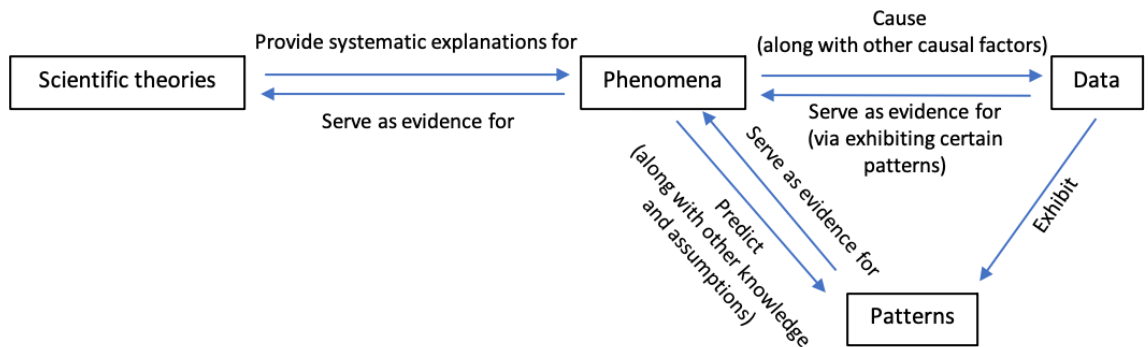 Cause
Provide systematic explanations for
(along with other causal factors)
Scientific theories
Phenomena
Data
Serve as evidence for
Serve as evidence for
(via exhibiting certain
patterns)
Serve as evidence for
Predict
(along with other knowledge
and assumptions)
Exhibit
Patterns